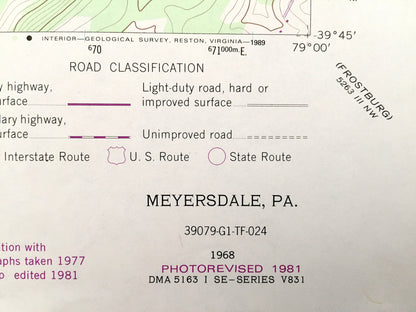 39'45"
INTERIOR—GEOLOGICAL SURVEY, RESTON, VIRGINIA—1989
670
671000m.E.
79°00'
ROAD CLASSIFICATION
y highway,
urface
Light-duty road, hard or
improved surface
dary highway,
urface
Unimproved road
Interstate Route
U. S. Route
State Route
(FROSTBURG)
5263 III NW
MEYERSDALE, PA.
39079-G1-TF-024
1968
PHOTOREVISED 1981
DMA 5163 I SE-SERIES V831
tion with
aphs taken 1977
p edited 1981